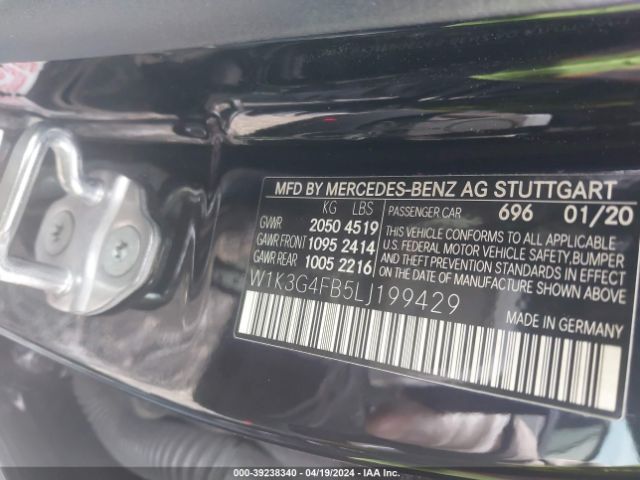 MFD BY MERCEDES-BENZ AG STUTTGART
KG LBS
GVWR 2050 4519
GAWR FRONT 1095 2414
GAWR REAR 1005 2216
PASSENGER CAR 696 01/20
THIS VEHICLE CONFORMS TO ALL APPLICABLE
U.S. FEDERAL MOTOR VEHICLE SAFETY,BUMPER
AND THEFT PREVENTION STANDARDS IN EFFECT
ON THE DATE OF MANUFACTURE SHOWN ABOVE
W1K3G4FB5LJ199429
MADE IN GERMANY
000-39238340 / 04/19/2024 - IAA Inc.